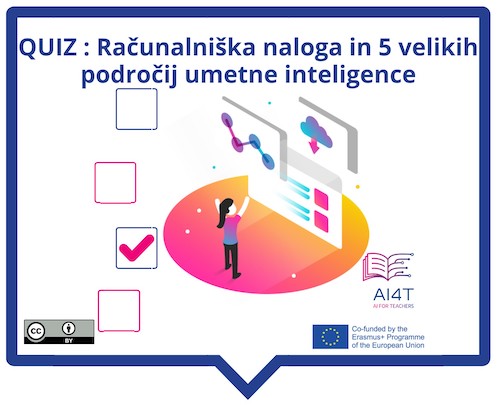 QUIZ : Računalniška naloga in 5 velikih
področij umetne inteligence
AI4T
AI FOR TEACHERS
CC
BY
Co-funded by the
Erasmus+ Programme
of the European Union